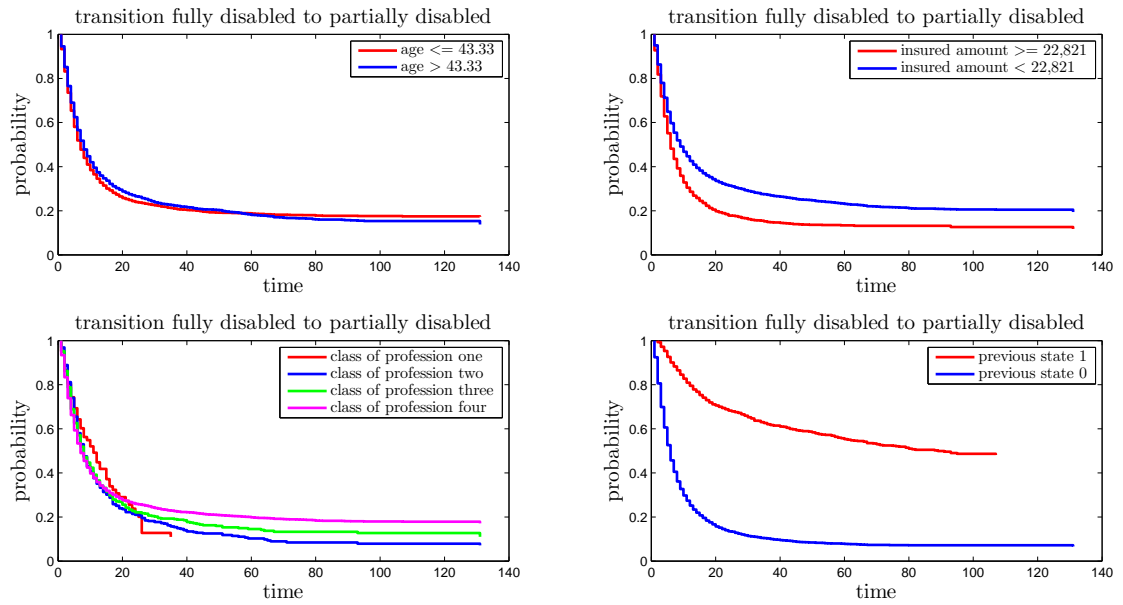 transition fully disabled to partially disabled
probability
1
0.8
0.6
0.4
0.2
0
0 20 40 60 80 100 120 140
time
age <= 43.33
age > 43.33
transition fully disabled to partially disabled
probability
1
0.8
0.6
0.4
0.2
0
0 20 40 60 80 100 120 140
time
insured amount >= 22,821
insured amount < 22,821
transition fully disabled to partially disabled
probability
1
0.8
0.6
0.4
0.2
0
0 20 40 60 80 100 120 140
time
class of profession one
class of profession two
class of profession three
class of profession four
transition fully disabled to partially disabled
probability
1
0.8
0.6
0.4
0.2
0
0 20 40 60 80 100 120 140
time
previous state 1
previous state 0